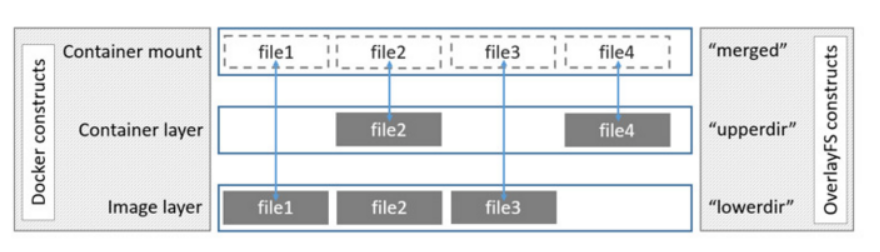 Docker constructs
Container mount
file1 file2 file3 file4
“merged”
Container layer
file2 file4
“upperdir”
Image layer
file1 file2 file3
“lowerdir”
OverlayFS constructs